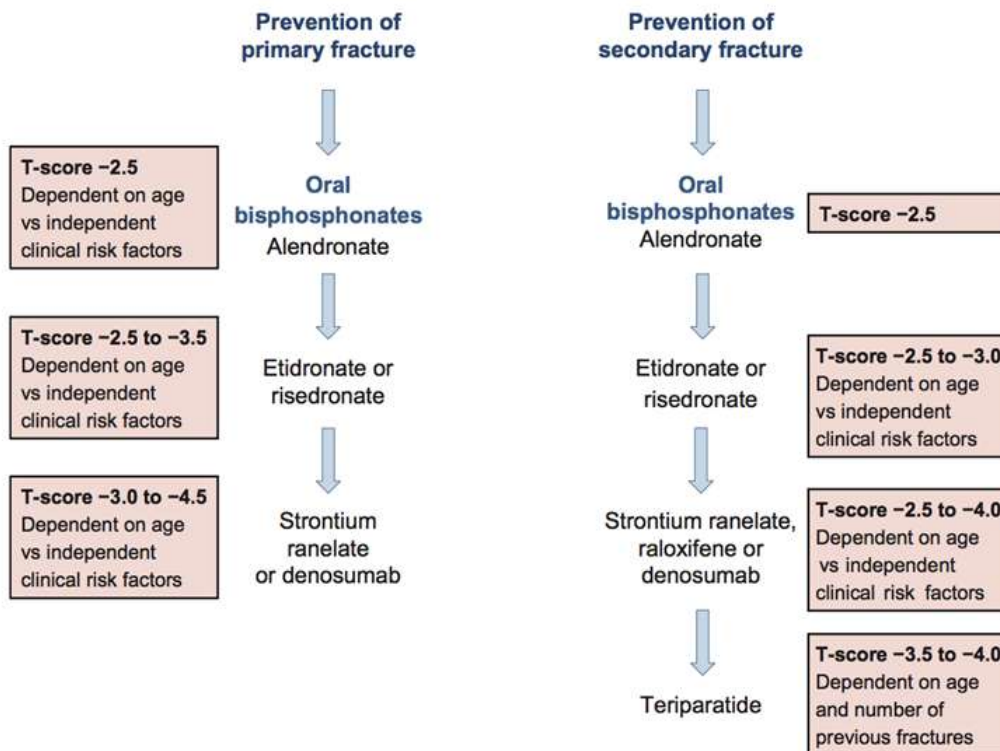 Prevention of
primary fracture
T-score −2.5
Dependent on age
vs independent
clinical risk factors
Oral
bisphosphonates
Alendronate
T-score −2.5 to −3.5
Dependent on age
vs independent
clinical risk factors
Etidronate or
risedronate
T-score −3.0 to −4.5
Dependent on age
vs independent
clinical risk factors
Strontium
ranelate
or denosumab
Prevention of
secondary fracture
Oral
bisphosphonates
Alendronate
T-score −2.5
Etidronate or
risedronate
T-score −2.5 to −3.0
Dependent on age
vs independent
clinical risk factors
Strontium ranelate,
raloxifene or
denosumab
T-score −2.5 to −4.0
Dependent on age
vs independent
clinical risk factors
Teriparatide
T-score −3.5 to −4.0
Dependent on age
and number of
previous fractures